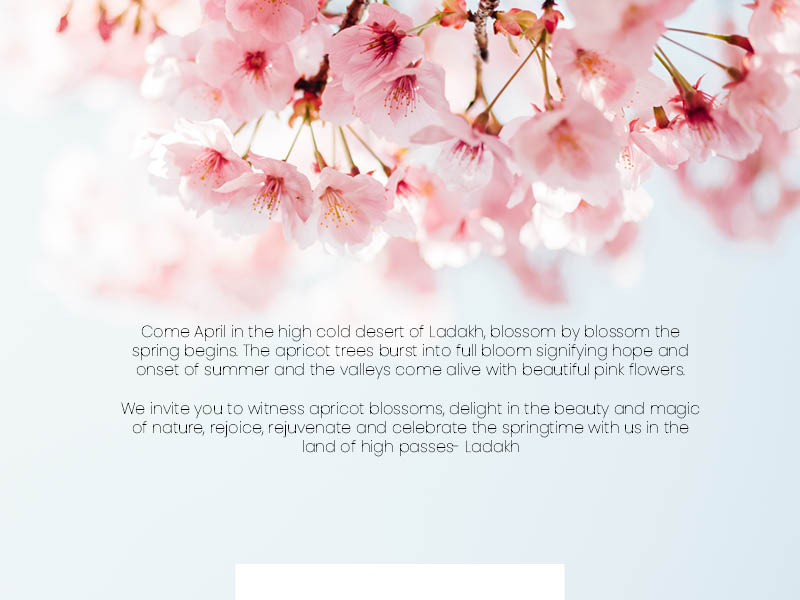 Come April in the high cold desert of Ladakh, blossom by blossom the
spring begins. The apricot trees burst into full bloom signifying hope and
onset of summer and the valleys come alive with beautiful pink flowers.
We invite you to witness apricot blossoms, delight in the beauty and magic
of nature, rejoice, rejuvenate and celebrate the springtime with us in the
land of high passes- Ladakh